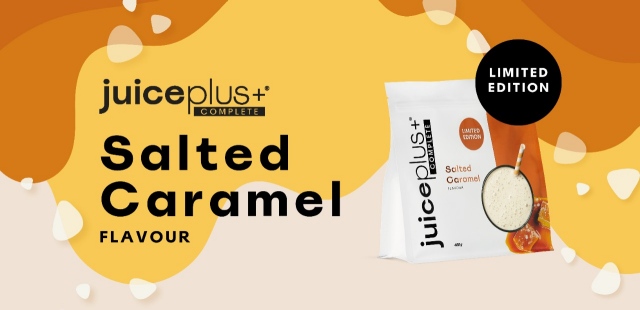 juiceplus+®
COMPLETE
Salted
Caramel
FLAVOUR
LIMITED
EDITION
juiceplus+®
COMPLETE
LIMITED
EDITION
Salted
Caramel
FLAVOUR